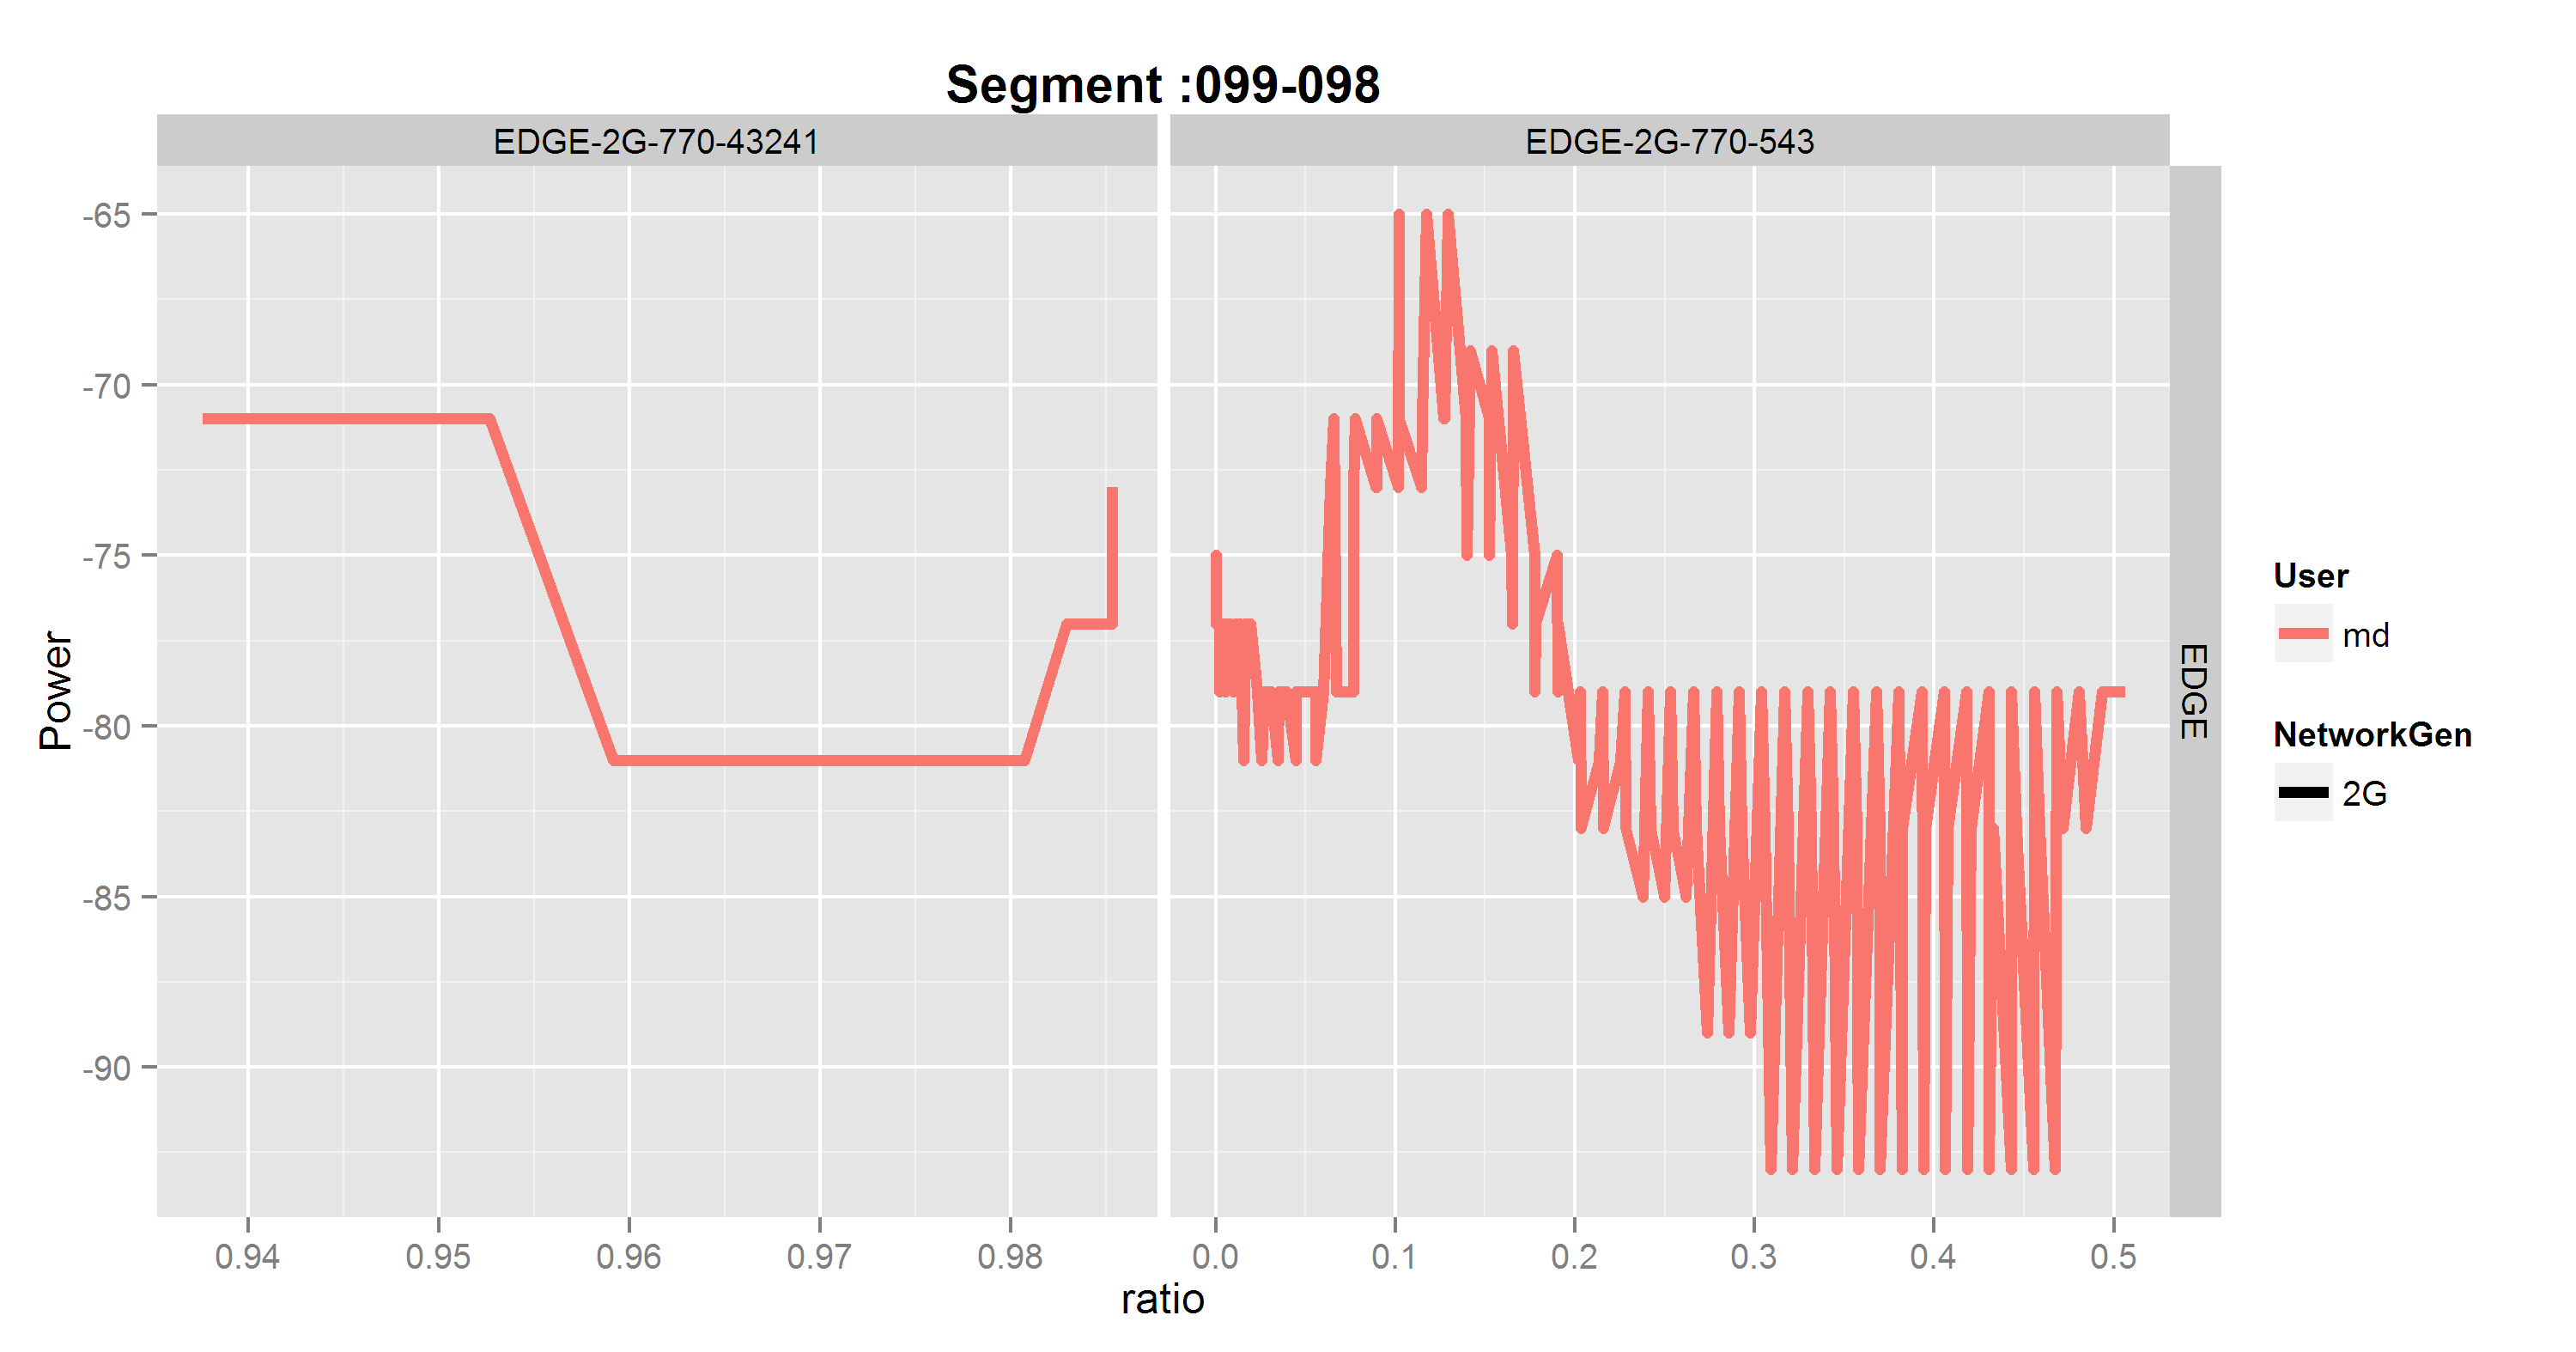 Segment :099-098
EDGE-2G-770-43241
EDGE-2G-770-543
-65
-70
-75
-80
-85
-90
Power
EDGE
0.94
0.95
0.96
0.97
0.98
0.0
0.1
0.2
0.3
0.4
0.5
ratio
User
md
NetworkGen
2G